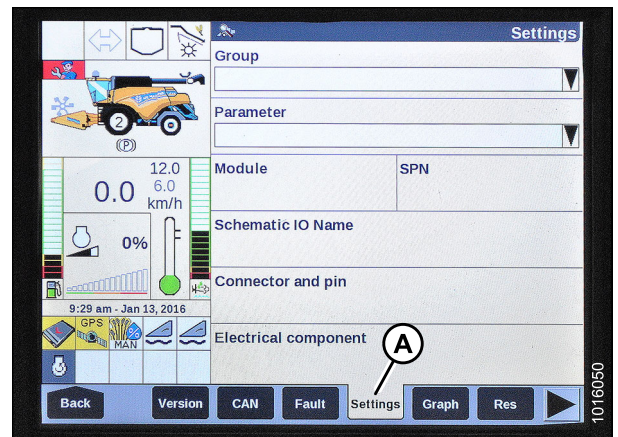 Settings
Group
Parameter
2
(P)
12.0
0.0 6.0
km/h
Module SPN
Schematic IO Name
0% F
Connector and pin
9:29 am - Jan 13, 2016
GPS
MAN %
Electrical component
A
Back Version CAN Fault Settings Graph Res
1016050